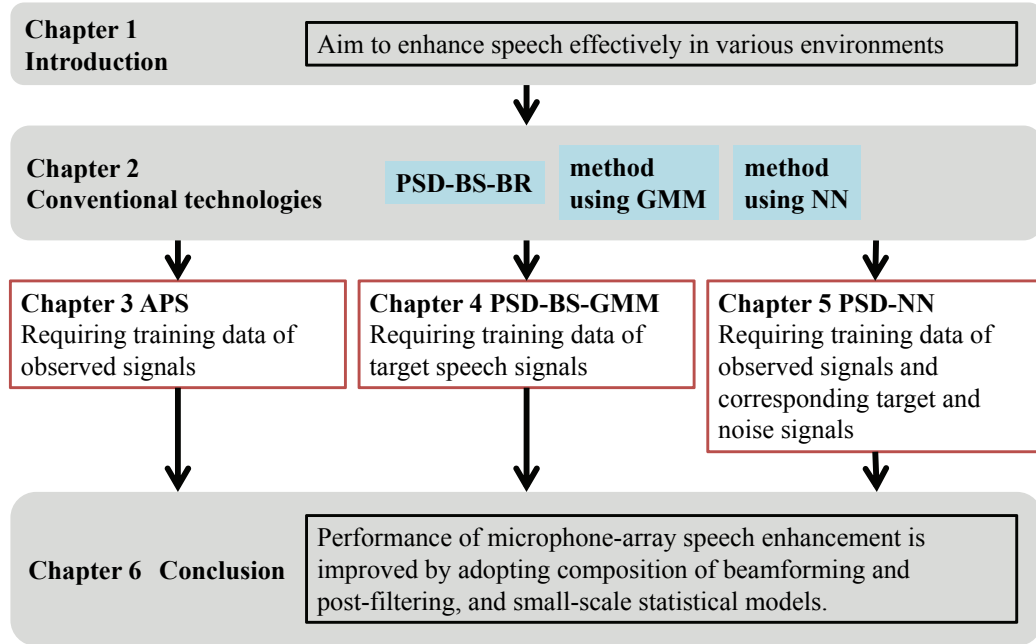 Chapter 1
Introduction
Aim to enhance speech effectively in various environments
Chapter 2
Conventional technologies
PSD-BS-BR
method
using GMM
method
using NN
Chapter 3 APS
Requiring training data of
observed signals
Chapter 4 PSD-BS-GMM
Requiring training data of
target speech signals
Chapter 5 PSD-NN
Requiring training data of
observed signals and
corresponding target and
noise signals
Chapter 6 Conclusion
Performance of microphone-array speech enhancement is
improved by adopting composition of beamforming and
post-filtering, and small-scale statistical models.